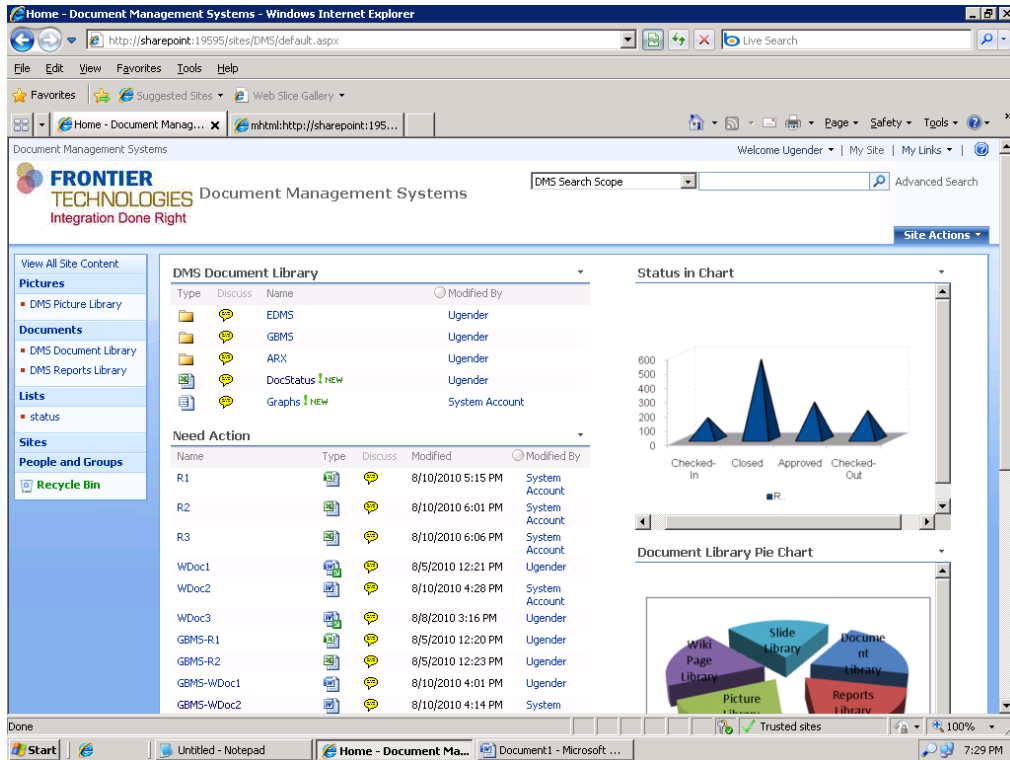 Home - Document Management Systems - Windows Internet Explorer
http://sharepoint:19595/sites/DMS/default.aspx
Live Search
File Edit View Favorites Tools Help
Favorites Suggested Sites Web Slice Gallery
Home - Document Manag... mhtml:http://sharepoint:195... Page Safety Tools
Document Management Systems Welcome Ugender | My Site | My Links |
FRONTIER
TECHNOLOGIES
Integration Done Right
Document Management Systems
DMS Search Scope Advanced Search
Site Actions
View All Site Content
Pictures
DMS Picture Library
Documents
DMS Document Library
DMS Reports Library
Lists
status
Sites
People and Groups
Recycle Bin
DMS Document Library
Type Discuss Name Modified By
EDMS Ugender
GBMS Ugender
ARX Ugender
DocStatus ! NEW Ugender
Graphs ! NEW System Account
Need Action
Name Type Discuss Modified Modified By
R1 8/10/2010 5:15 PM System
Account
R2 8/10/2010 6:01 PM System
Account
R3 8/10/2010 6:06 PM System
Account
WDoc1 8/5/2010 12:21 PM Ugender
WDoc2 8/10/2010 4:28 PM System
Account
WDoc3 8/8/2010 3:16 PM Ugender
GBMS-R1 8/5/2010 12:20 PM Ugender
GBMS-R2 8/5/2010 12:23 PM Ugender
GBMS-WDoc1 8/10/2010 4:01 PM Ugender
GBMS-WDoc2 8/10/2010 4:14 PM System
Status in Chart
600
500
400
300
200
100
0
Checked- Closed Approved Checked-
In Out
R..
Document Library Pie Chart
Slide
Library
Wiki
Page
Library
Docume
nt
Library
Picture
Library
Reports
Library
Done Trusted sites 100%
Start Untitled - Notepad Home - Document Ma... Document1 - Microsoft ... 7:29 PM